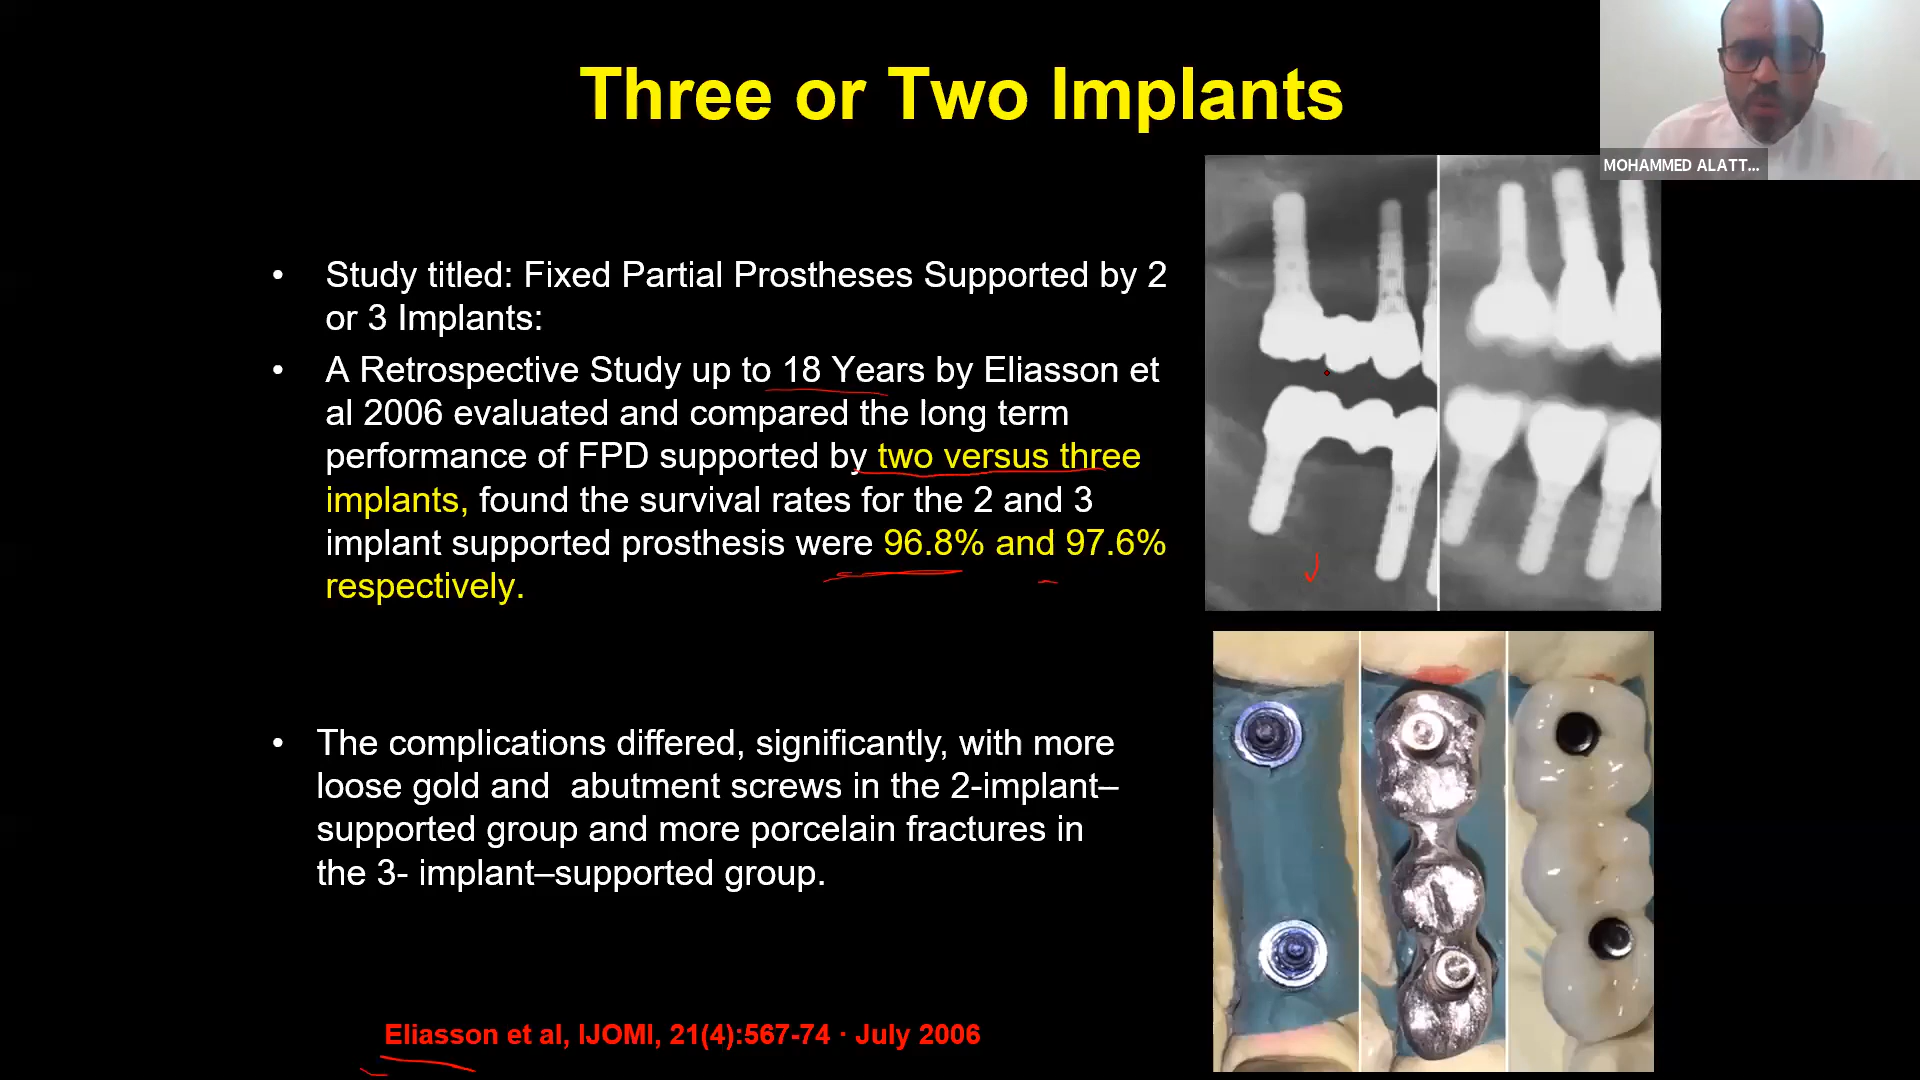 Three or Two Implants
MOHAMMED ALATT...
• Study titled: Fixed Partial Prostheses Supported by 2
or 3 Implants:
• A Retrospective Study up to 18 Years by Eliasson et
al 2006 evaluated and compared the long term
performance of FPD supported by two versus three
implants, found the survival rates for the 2 and 3
implant supported prosthesis were 96.8% and 97.6%
respectively.
• The complications differed, significantly, with more
loose gold and  abutment screws in the 2-implant–
supported group and more porcelain fractures in
the 3- implant–supported group.
Eliasson et al, IJOMI, 21(4):567-74 · July 2006